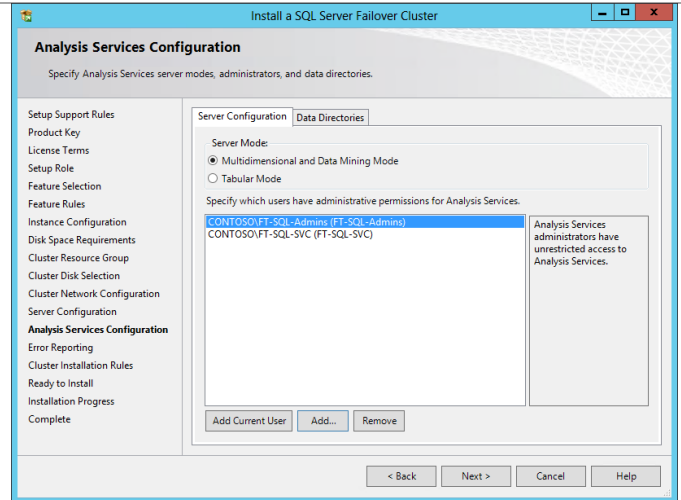 Install a SQL Server Failover Cluster
Analysis Services Configuration
Specify Analysis Services server modes, administrators, and data directories.
Setup Support Rules
Product Key
License Terms
Setup Role
Feature Selection
Feature Rules
Instance Configuration
Disk Space Requirements
Cluster Resource Group
Cluster Disk Selection
Cluster Network Configuration
Server Configuration
Analysis Services Configuration
Error Reporting
Cluster Installation Rules
Ready to Install
Installation Progress
Complete
Server Configuration Data Directories
Server Mode:
Multidimensional and Data Mining Mode
Tabular Mode
Specify which users have administrative permissions for Analysis Services.
CONTOSO\FT-SQL-Admins (FT-SQL-Admins)
CONTOSO\FT-SQL-SVC (FT-SQL-SVC)
Analysis Services
administrators have
unrestricted access to
Analysis Services.
Add Current User Add... Remove
< Back Next > Cancel Help